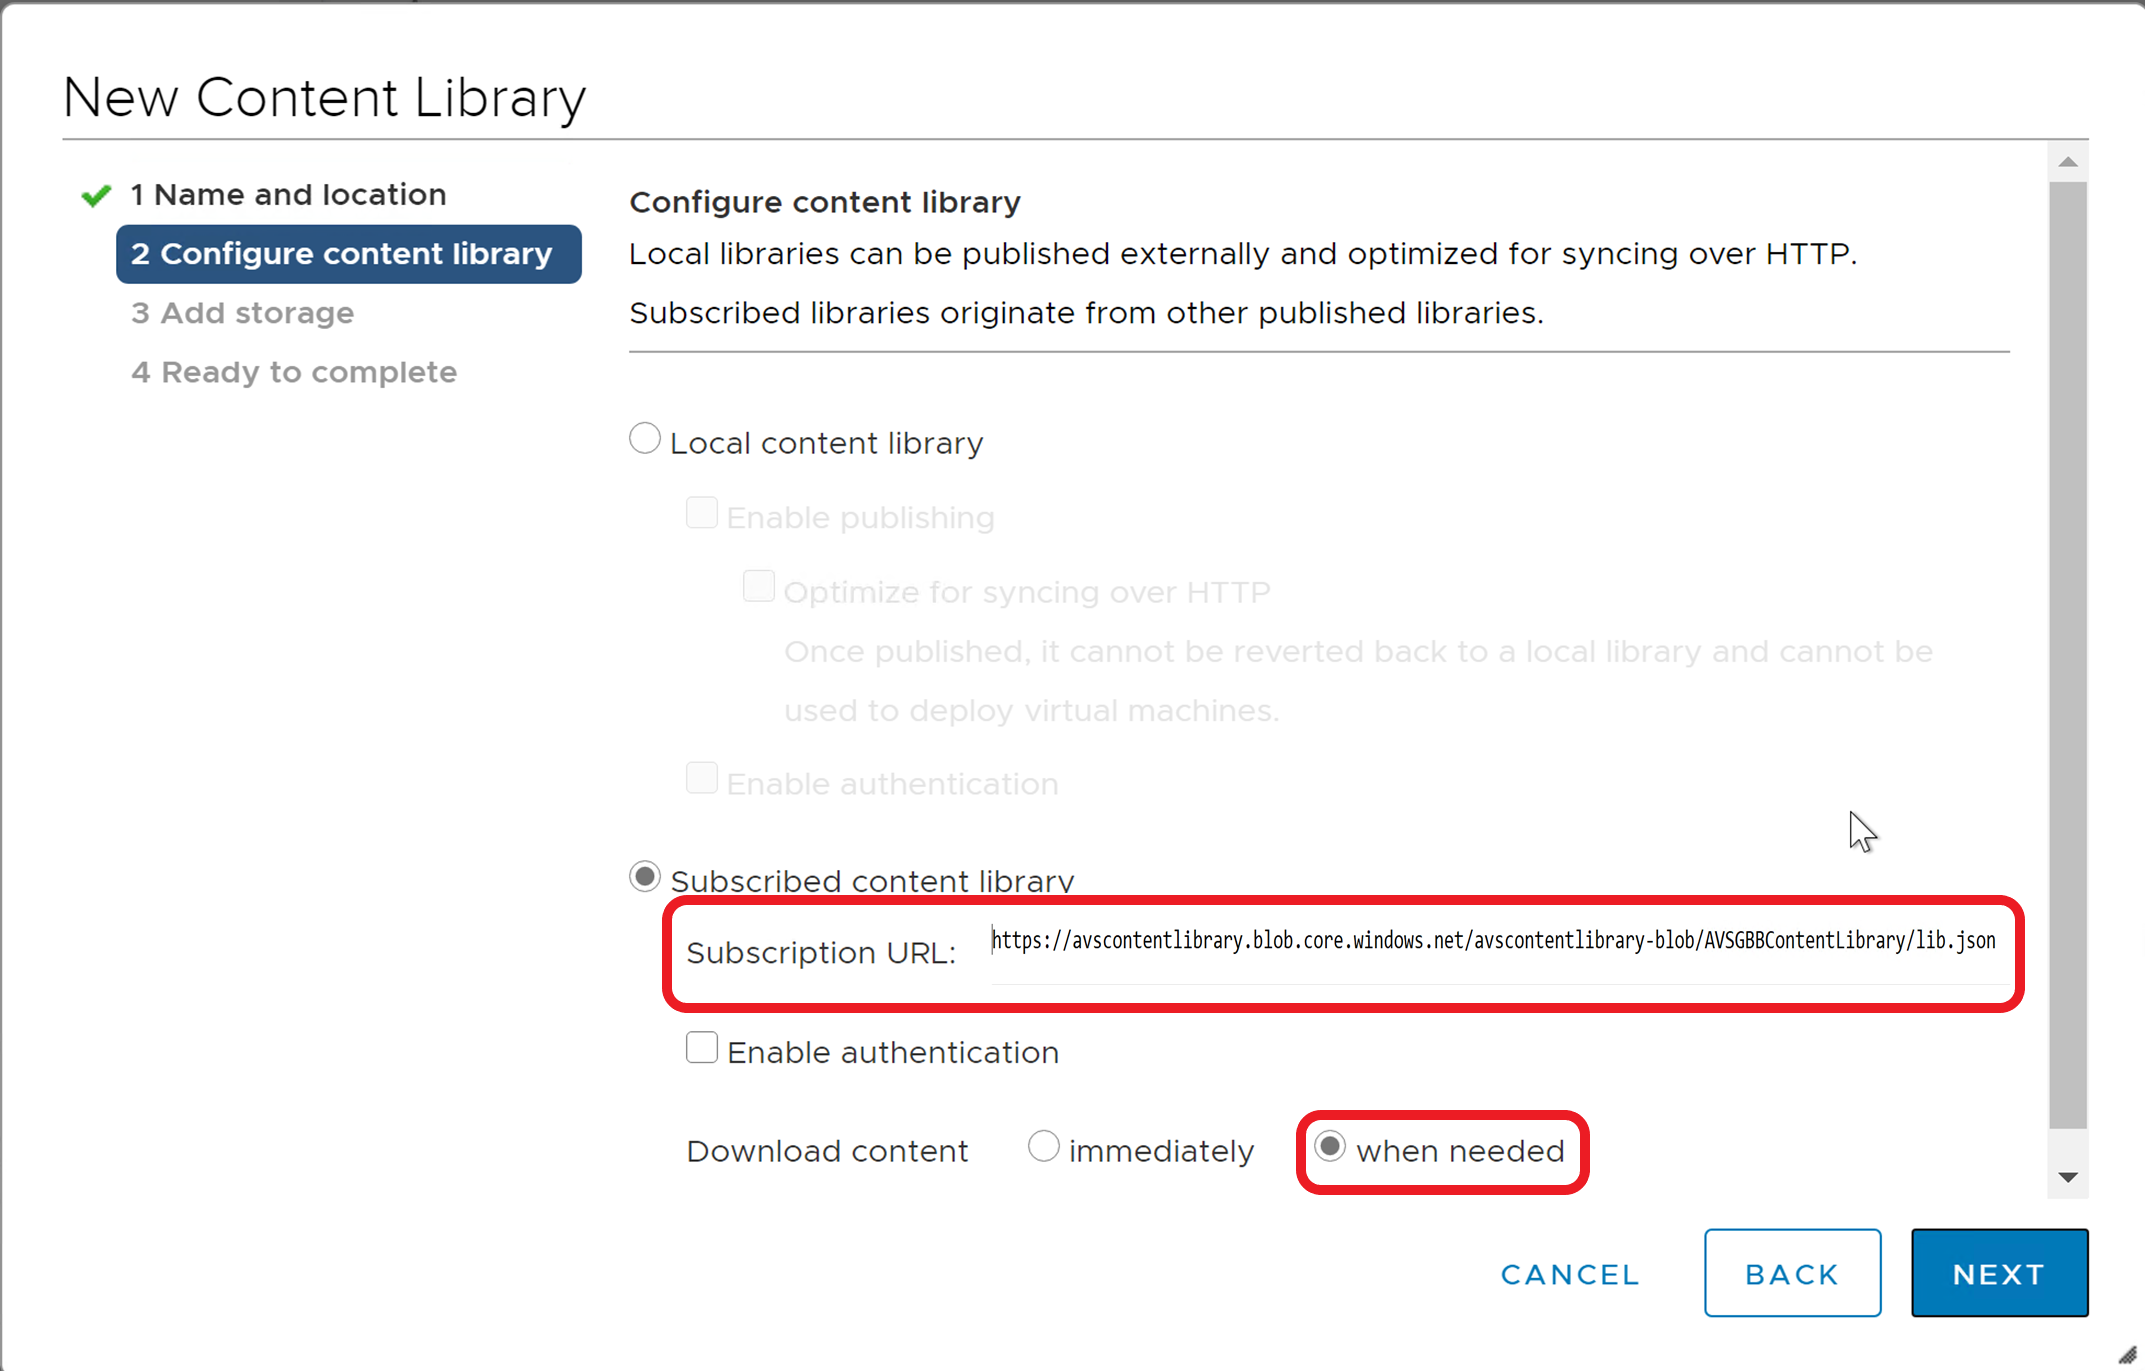 New Content Library
1 Name and location
2 Configure content library
3 Add storage
4 Ready to complete
Configure content library
Local libraries can be published externally and optimized for syncing over HTTP.
Subscribed libraries originate from other published libraries.
Local content library
Enable publishing
Optimize for syncing over HTTP
Once published, it cannot be reverted back to a local library and cannot be
used to deploy virtual machines.
Enable authentication
Subscribed content library
Subscription URL: https://avscontentlibrary.blob.core.windows.net/avscontentlibrary-blob/AVSGBBContentLibrary/lib.json
Enable authentication
Download content immediately when needed
CANCEL BACK NEXT